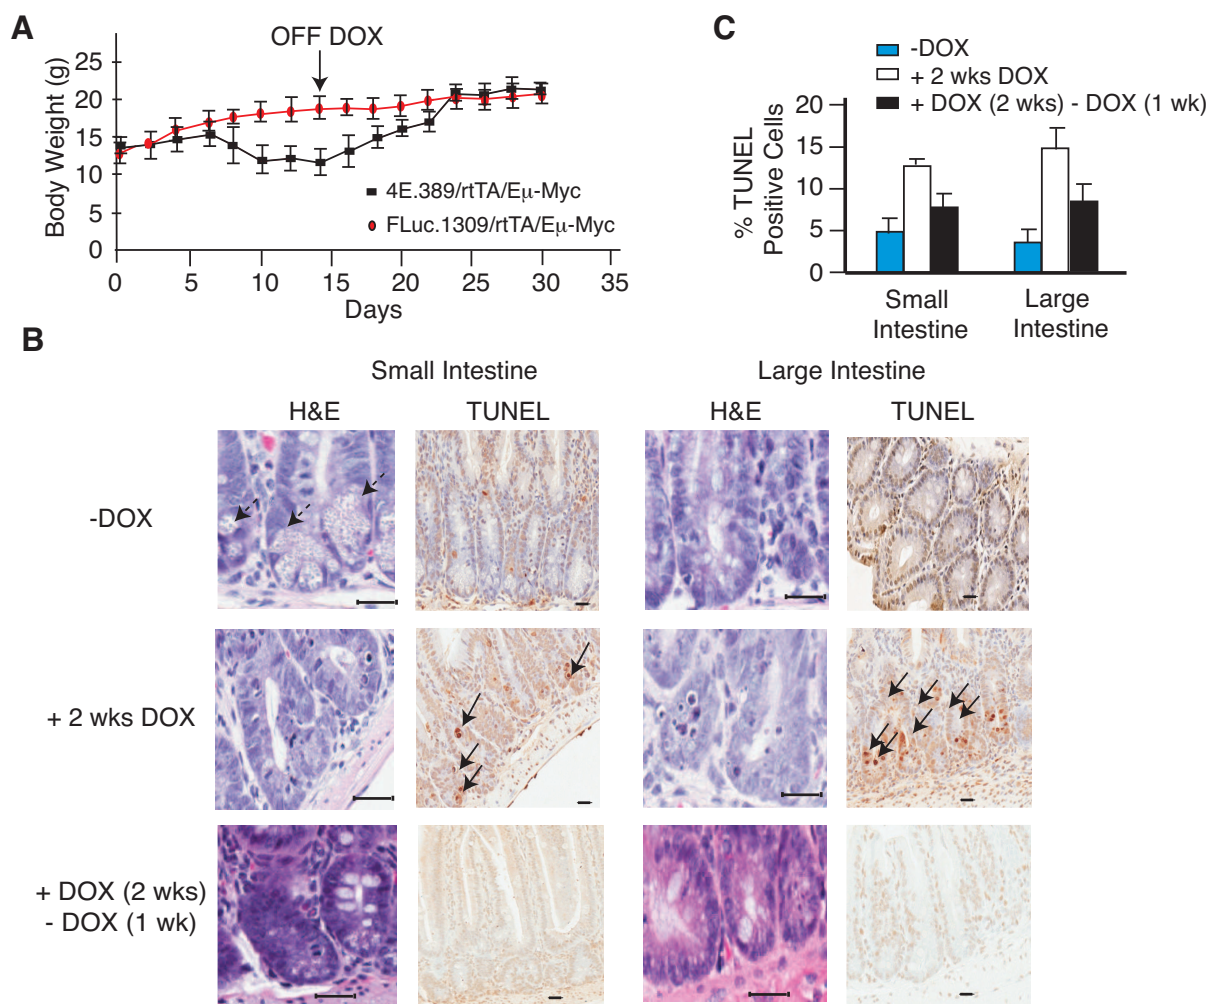 A
OFF DOX
Body Weight (g)
25
20
15
10
5
0
4E.389/rtTA/Eμ-Myc
FLuc.1309/rtTA/Eμ-Myc
0 5 10 15 20 25 30 35
Days
C
-DOX
+ 2 wks DOX
+ DOX (2 wks) - DOX (1 wk)
% TUNEL
Positive Cells
20
15
10
5
0
Small
Intestine
Large
Intestine
B
Small Intestine
Large Intestine
H&E
TUNEL
H&E
TUNEL
-DOX
+ 2 wks DOX
+ DOX (2 wks)
- DOX (1 wk)